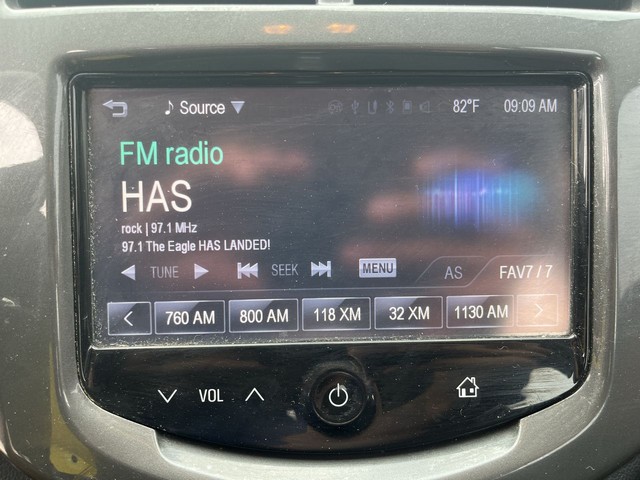 Source 82°F 09:09 AM
FM radio
HAS
rock | 97.1 MHz
97.1 The Eagle HAS LANDED!
TUNE SEEK MENU AS FAV7 / 7
760 AM 800 AM 118 XM 32 XM 1130 AM
VOL